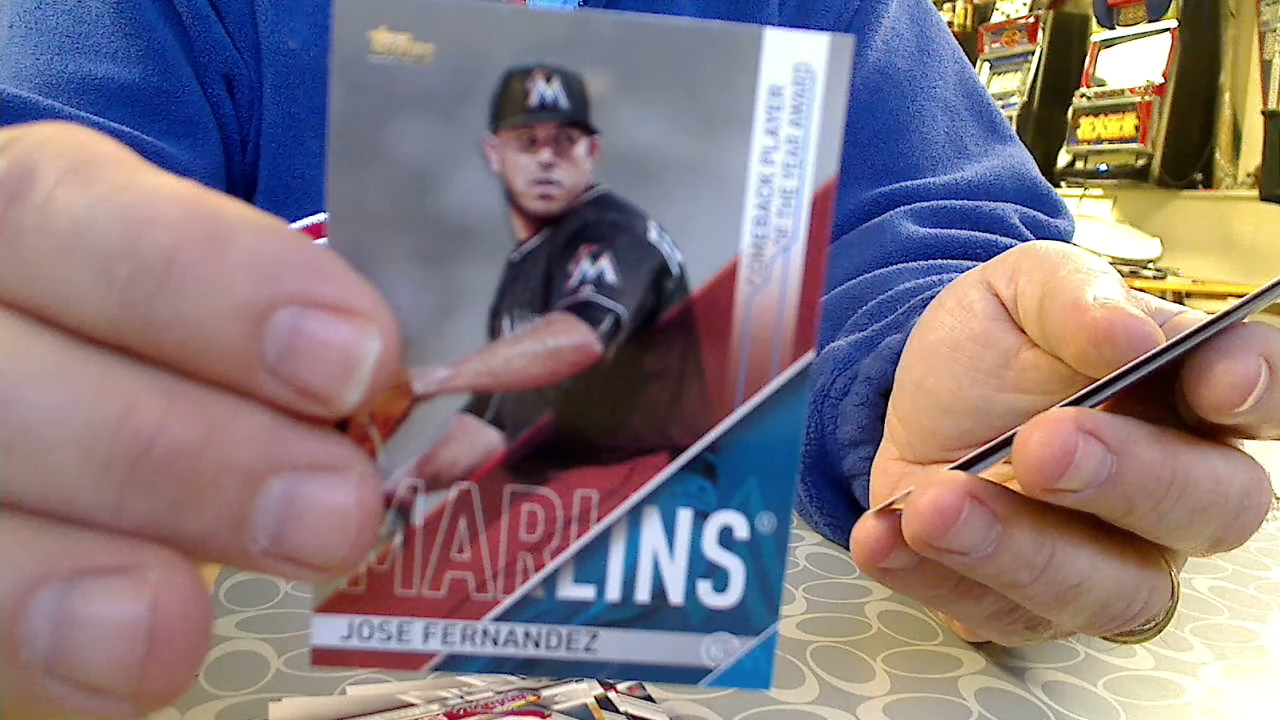 Topps
M
COMEBACK PLAYER
OF THE YEAR AWARD
M
MARLINS®
JOSE FERNANDEZ